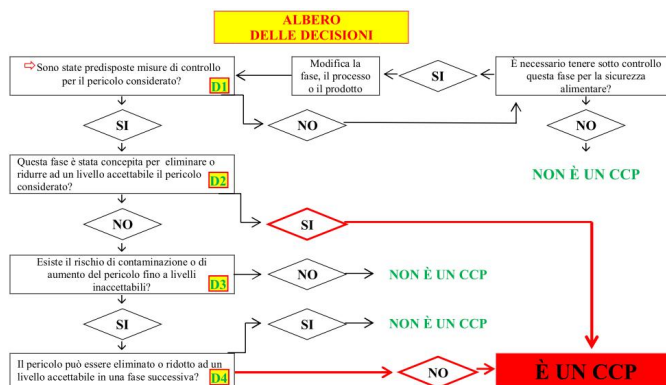 ALBERO
DELLE DECISIONI
⇨Sono state predisposte misure di controllo
per il pericolo considerato?
D1
Modifica la
fase, il processo
o il prodotto
SI
È necessario tenere sotto controllo
questa fase per la sicurezza
alimentare?
SI
NO
NO
NON È UN CCP
Questa fase è stata concepita per eliminare o
ridurre ad un livello accettabile il pericolo
considerato?
D2
NO
SI
Esiste il rischio di contaminazione o di
aumento del pericolo fino a livelli
inaccettabili?
D3
NO
NON È UN CCP
SI
SI
NON È UN CCP
Il pericolo può essere eliminato o ridotto ad un
livello accettabile in una fase successiva?
D4
NO
È UN CCP